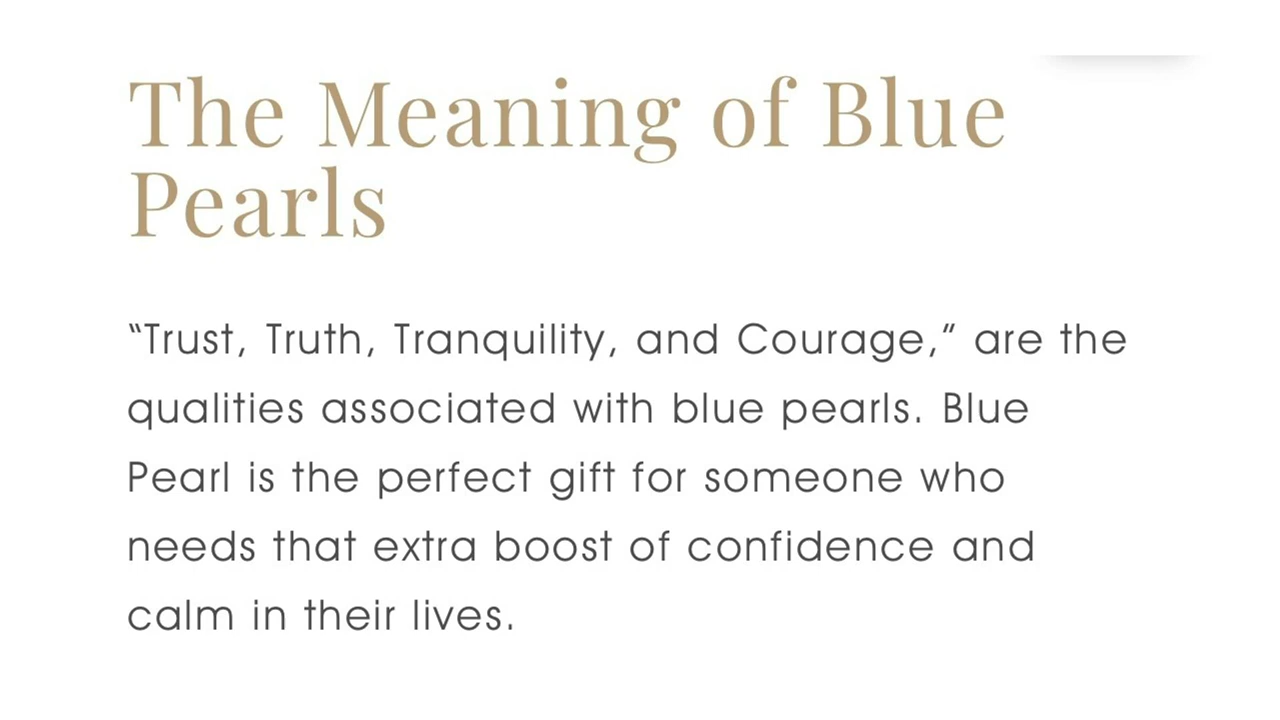 The Meaning of Blue
Pearls
“Trust, Truth, Tranquility, and Courage,” are the
qualities associated with blue pearls. Blue
Pearl is the perfect gift for someone who
needs that extra boost of confidence and
calm in their lives.